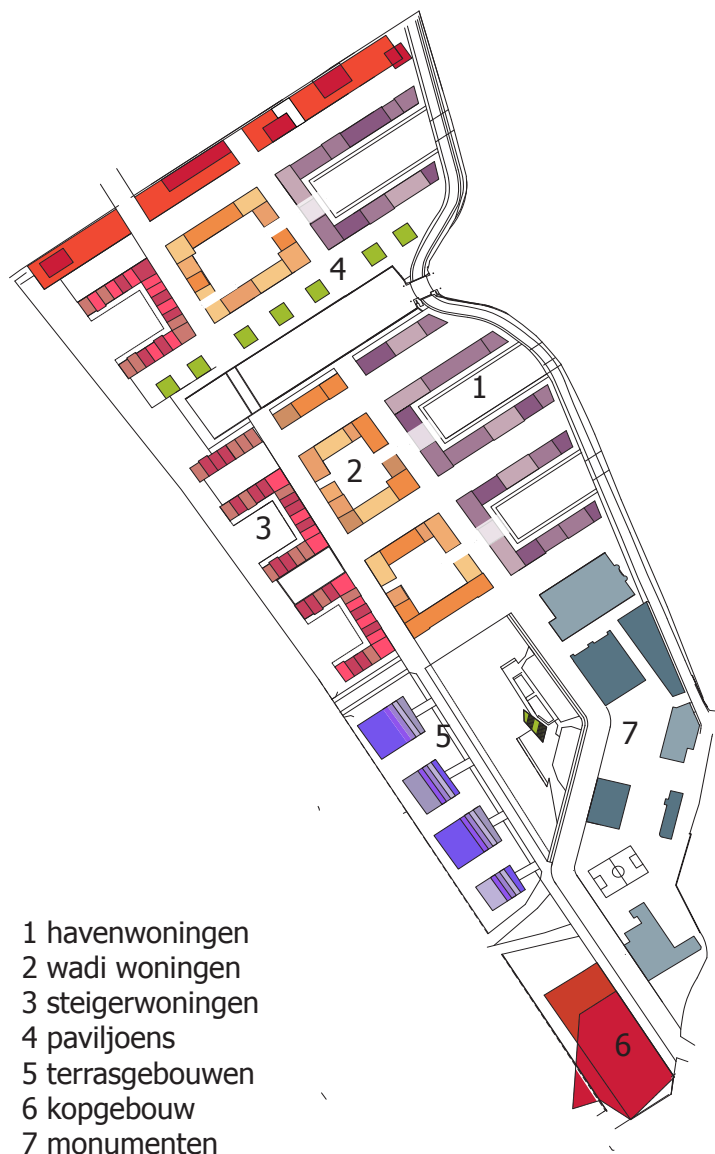 4
1
2
3
5
7
6
1 havenwoningen
2 wadi woningen
3 steigerwoningen
4 paviljoens
5 terrasgebouwen
6 kopgebouw
7 monumenten